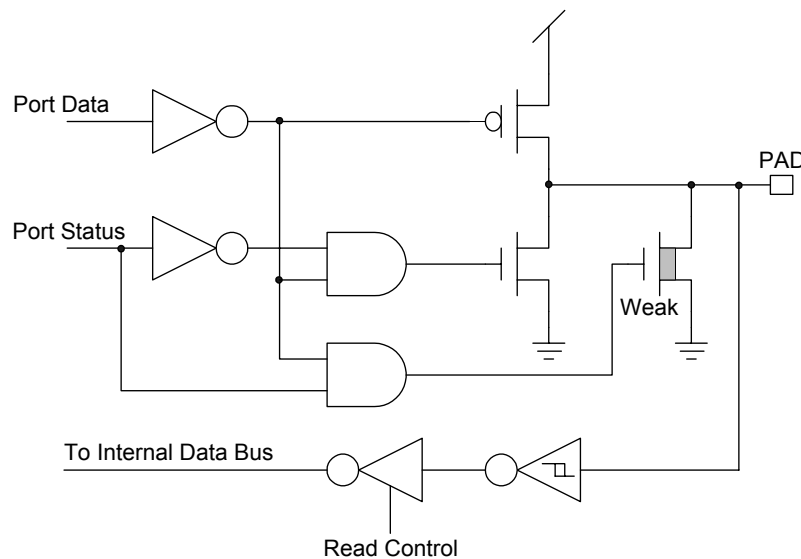 Port Data
PAD
Port Status
Weak
To Internal Data Bus
Read Control